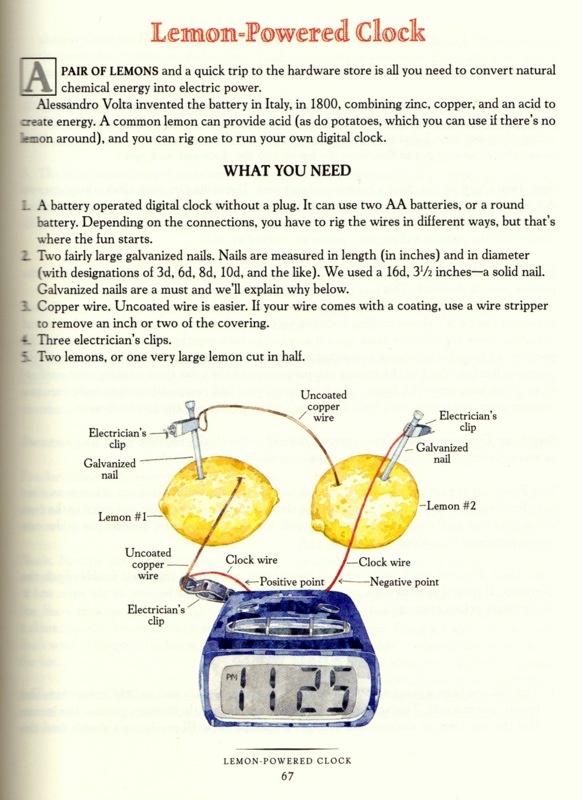 Lemon-Powered Clock
A PAIR OF LEMONS and a quick trip to the hardware store is all you need to convert natural
chemical energy into electric power.
Alessandro Volta invented the battery in Italy, in 1800, combining zinc, copper, and an acid to
create energy. A common lemon can provide acid (as do potatoes, which you can use if there's no
lemon around), and you can rig one to run your own digital clock.
WHAT YOU NEED
1. A battery operated digital clock without a plug. It can use two AA batteries, or a round
battery. Depending on the connections, you have to rig the wires in different ways, but that's
where the fun starts.
2. Two fairly large galvanized nails. Nails are measured in length (in inches) and in diameter
(with designations of 3d, 6d, 8d, 10d, and the like). We used a 16d, 3½ inches—a solid nail.
Galvanized nails are a must and we'll explain why below.
3. Copper wire. Uncoated wire is easier. If your wire comes with a coating, use a wire stripper
to remove an inch or two of the covering.
4. Three electrician's clips.
5. Two lemons, or one very large lemon cut in half.
Uncoated
copper
wire
Electrician's
clip
Galvanized
nail
Electrician's
clip
Galvanized
nail
Lemon #1
Lemon #2
Uncoated
copper
wire
Clock wire
Positive point
Clock wire
Negative point
Electrician's
clip
PM 11 25
LEMON-POWERED CLOCK
67